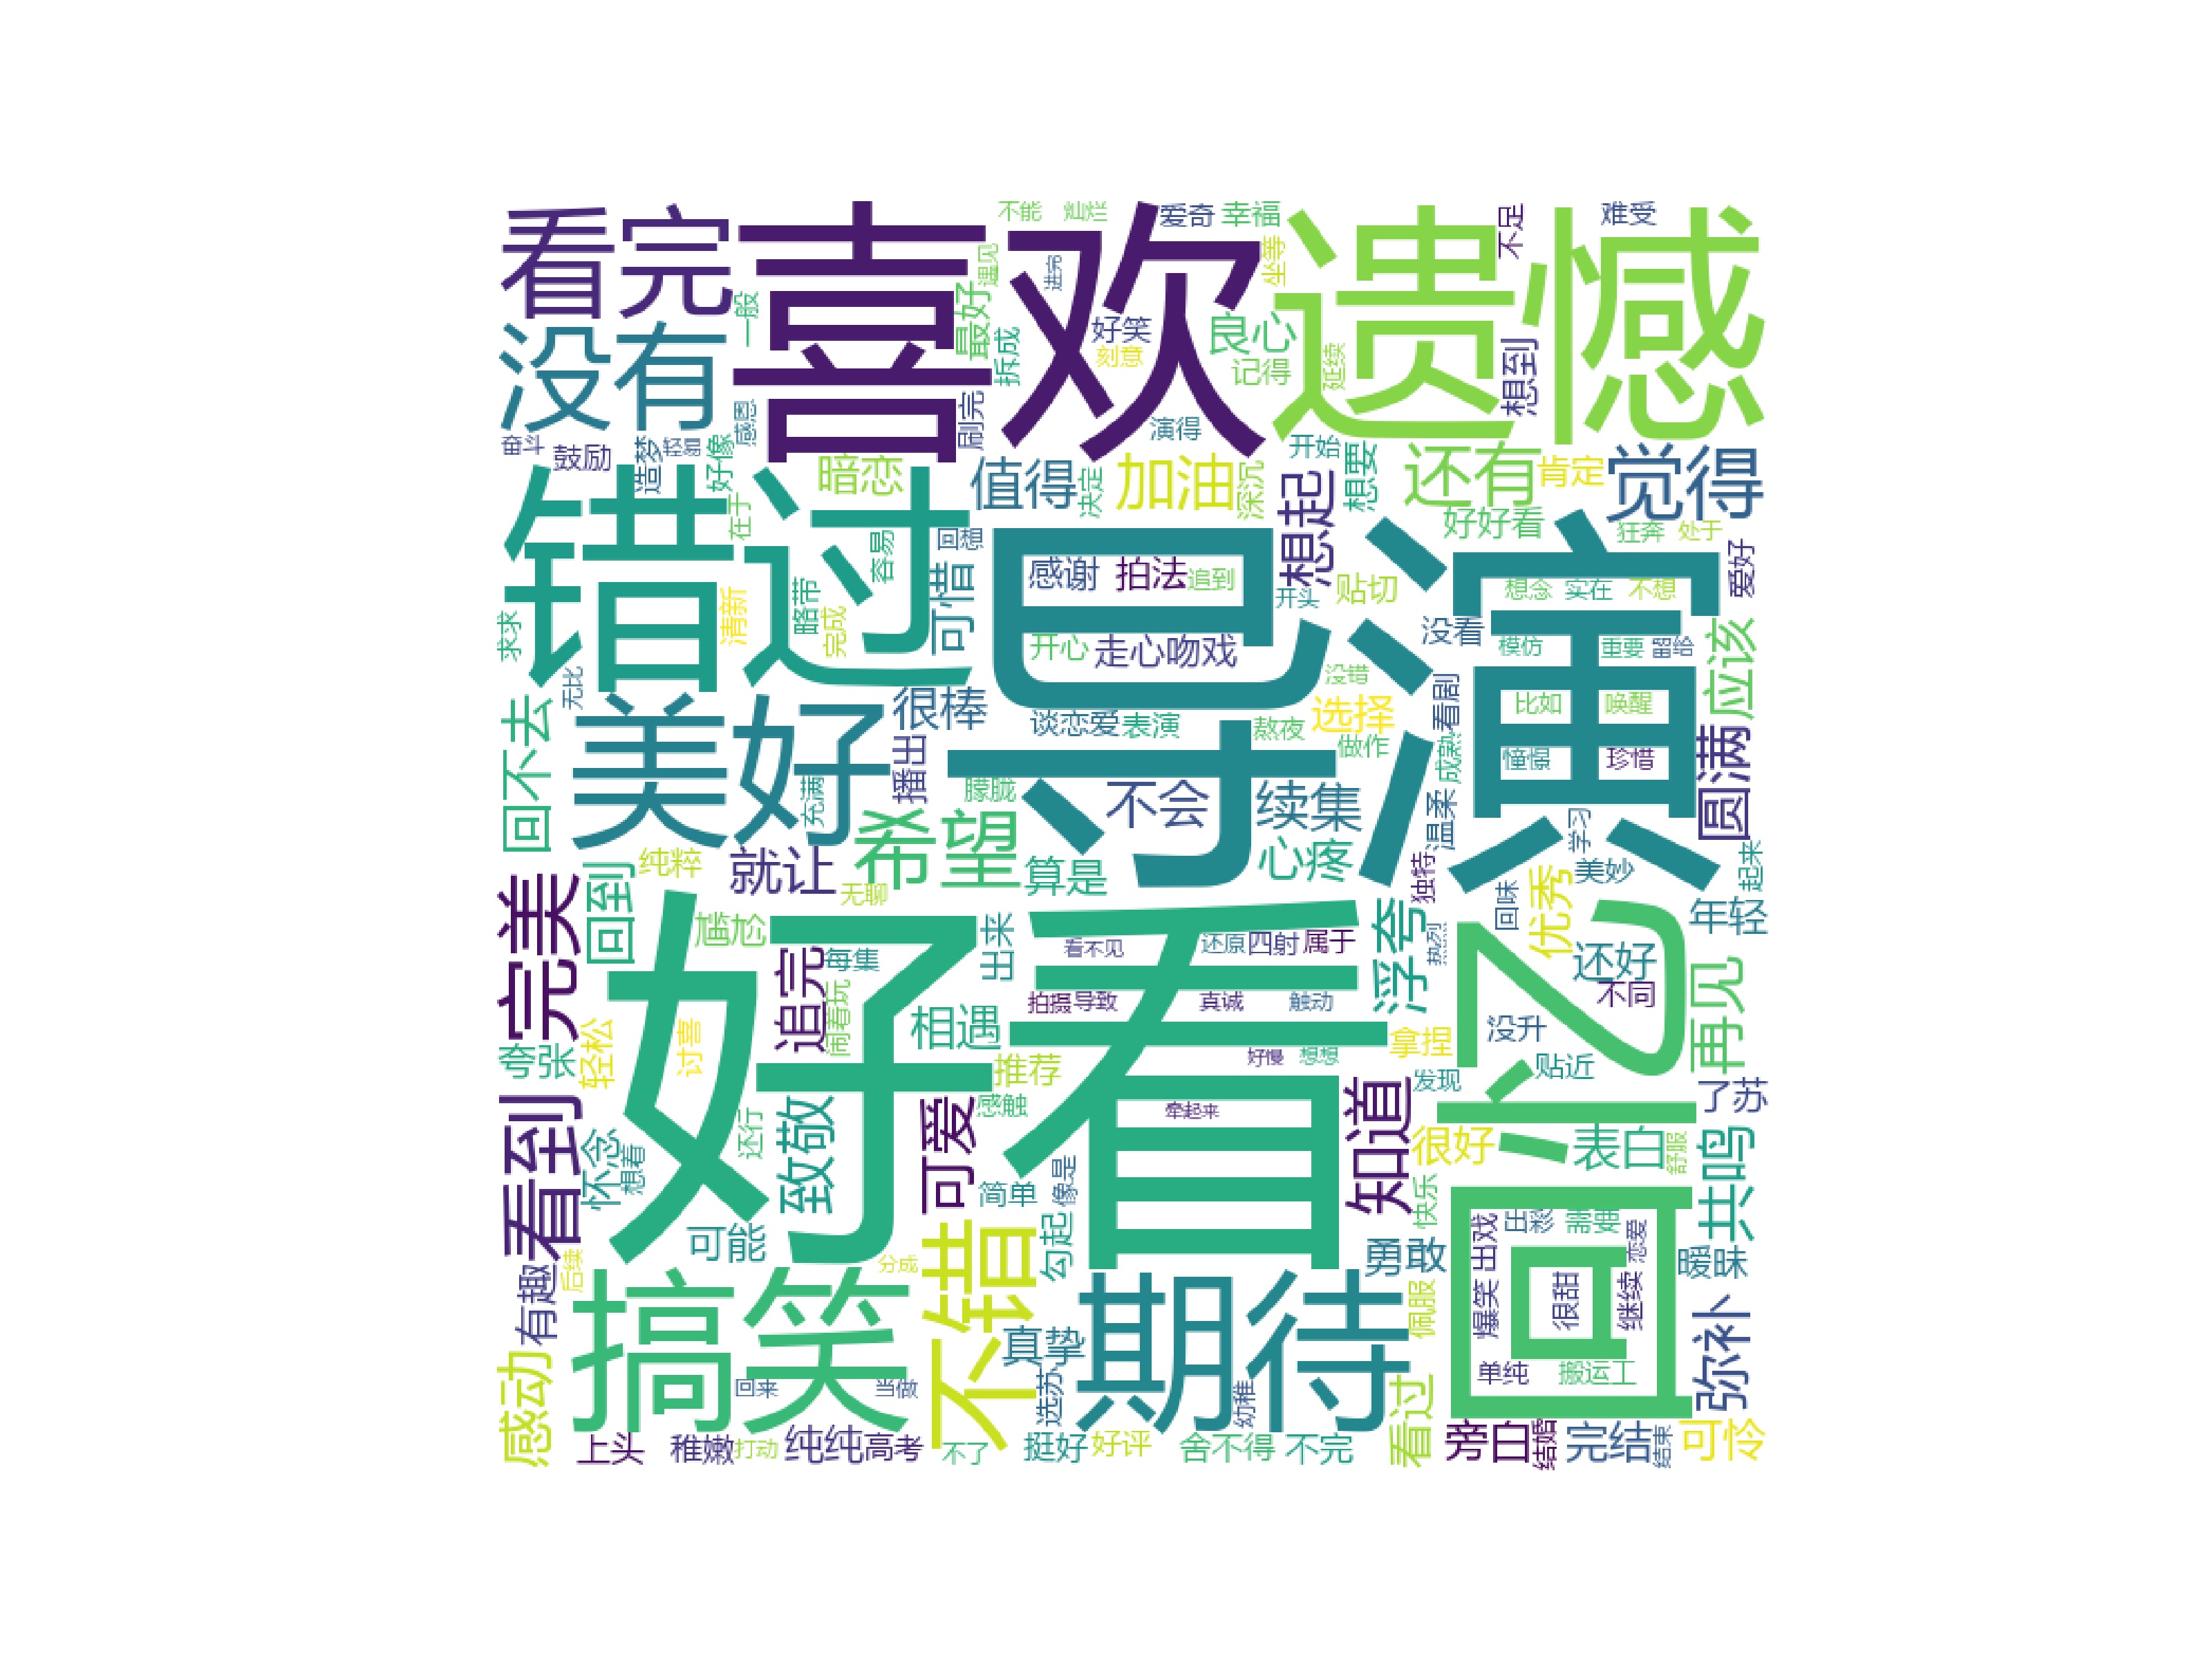 看完
喜欢
遗憾
不能
灿烂
爱奇
幸福
不足
难受
遇见
进完
坐等
没有
一般
最好
拆成
好笑
刻意
良心
记得
延续
想到
感恩
刷完
演得
开始
奋斗
鼓励
造梦
好像
暗恋
值得
决定
加油
深沉
想起
想要
还有
肯定
觉得
错过
在于
容易
回想
导演
好好看
狂奔
处于
爱好
求求
清新
略带
完成
可惜
感谢
拍法
追到
开头
贴切
想念
实在
不想
没看
模仿
重要
留给
应该
开心
走心吻戏
没错
看剧
比如
唤醒
回不去
无比
美好
很棒
谈恋爱
表演
熬夜
选择
做作
成熟
憧憬
珍惜
圆满
播出
充满
朦胧
不会
续集
温柔
学习
希望
心疼
纯粹
就让
无聊
算是
独特
美妙
起来
完美
回到
尴尬
好看
出来
看不见
还原
四射
属于
浮夸
热烈
回忆
回味
优秀
年轻
还好
不同
再见
追完
每集
闹着玩
相遇
拍摄
导致
真诚
触动
没升
夸张
轻松
讨喜
推荐
好慢
想想
拿捏
贴近
发现
了苏
看到
怀念
想着
还行
致敬
可爱
感触
牵起来
知道
很好
表白
舒服
共鸣
简单
像是
快乐
可能
勾起
勇敢
出戏
需要
恋爱
暧昧
有趣
后续
分成
搞笑
不错
期待
佩服
爆笑
很甜
继续
弥补
感动
真挚
单纯
搬运工
回来
当做
选苏
幼稚
看过
上头
稚嫩
打动
纯纯
高考
不了
挺好
好评
舍不得
不完
旁白
结婚
完结
结束
可怜